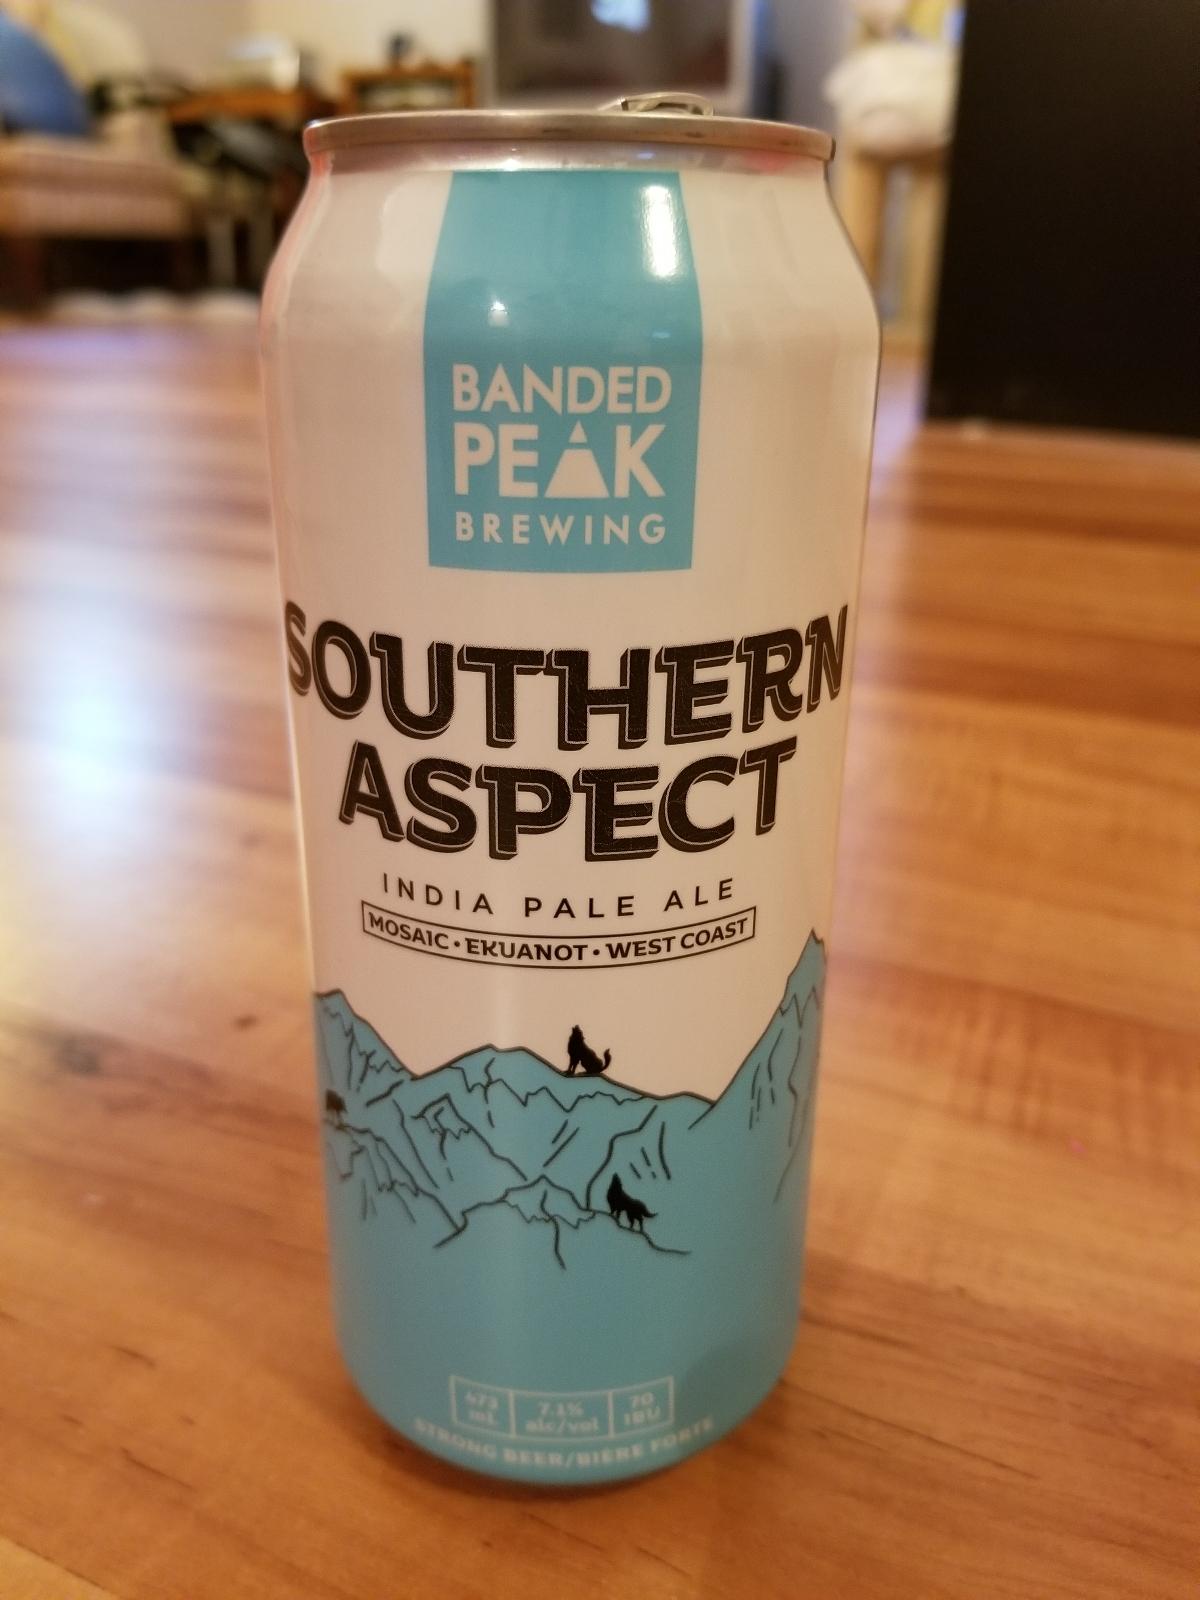 BANDED
PEAK
BREWING
SOUTHERN
ASPECT
INDIA PALE ALE
MOSAIC • EKUANOT • WEST COAST
473 mL 7.1% alc/vol 70 IBU
STRONG BEER/BIÈRE FORTE